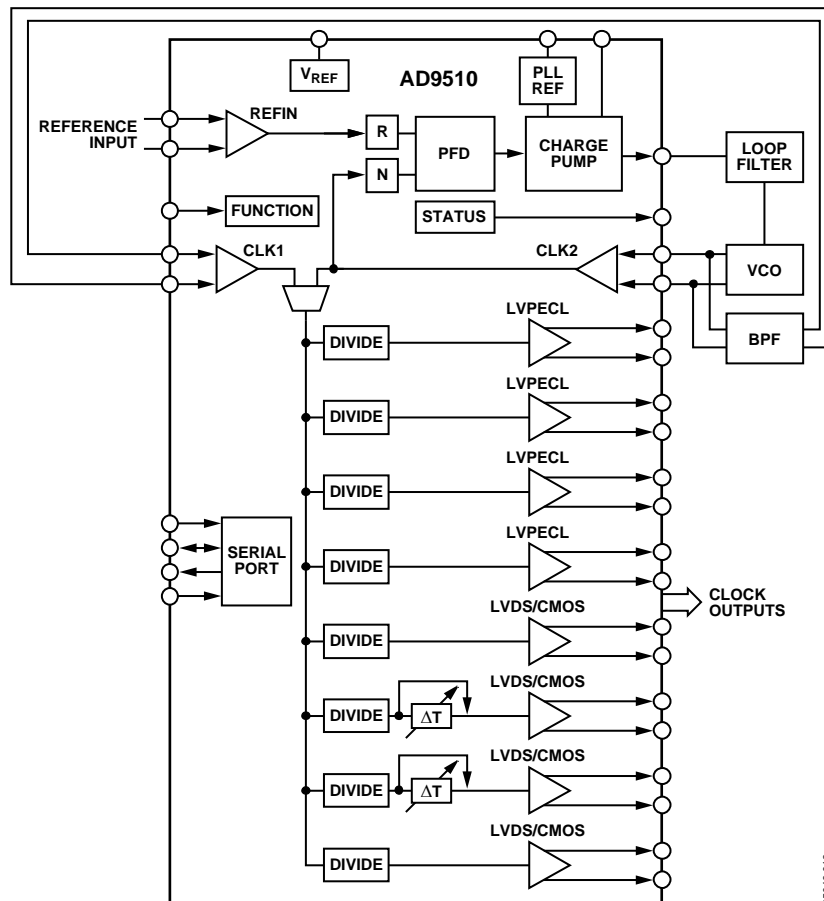 VREF
AD9510
PLL
REF
REFERENCE
INPUT
REFIN
R
N
PFD
CHARGE
PUMP
LOOP
FILTER
FUNCTION
STATUS
CLK1
CLK2
VCO
BPF
LVPECL
DIVIDE
LVPECL
DIVIDE
LVPECL
DIVIDE
LVPECL
DIVIDE
SERIAL
PORT
CLOCK
OUTPUTS
LVDS/CMOS
DIVIDE
LVDS/CMOS
DIVIDE
ΔT
LVDS/CMOS
DIVIDE
ΔT
LVDS/CMOS
DIVIDE